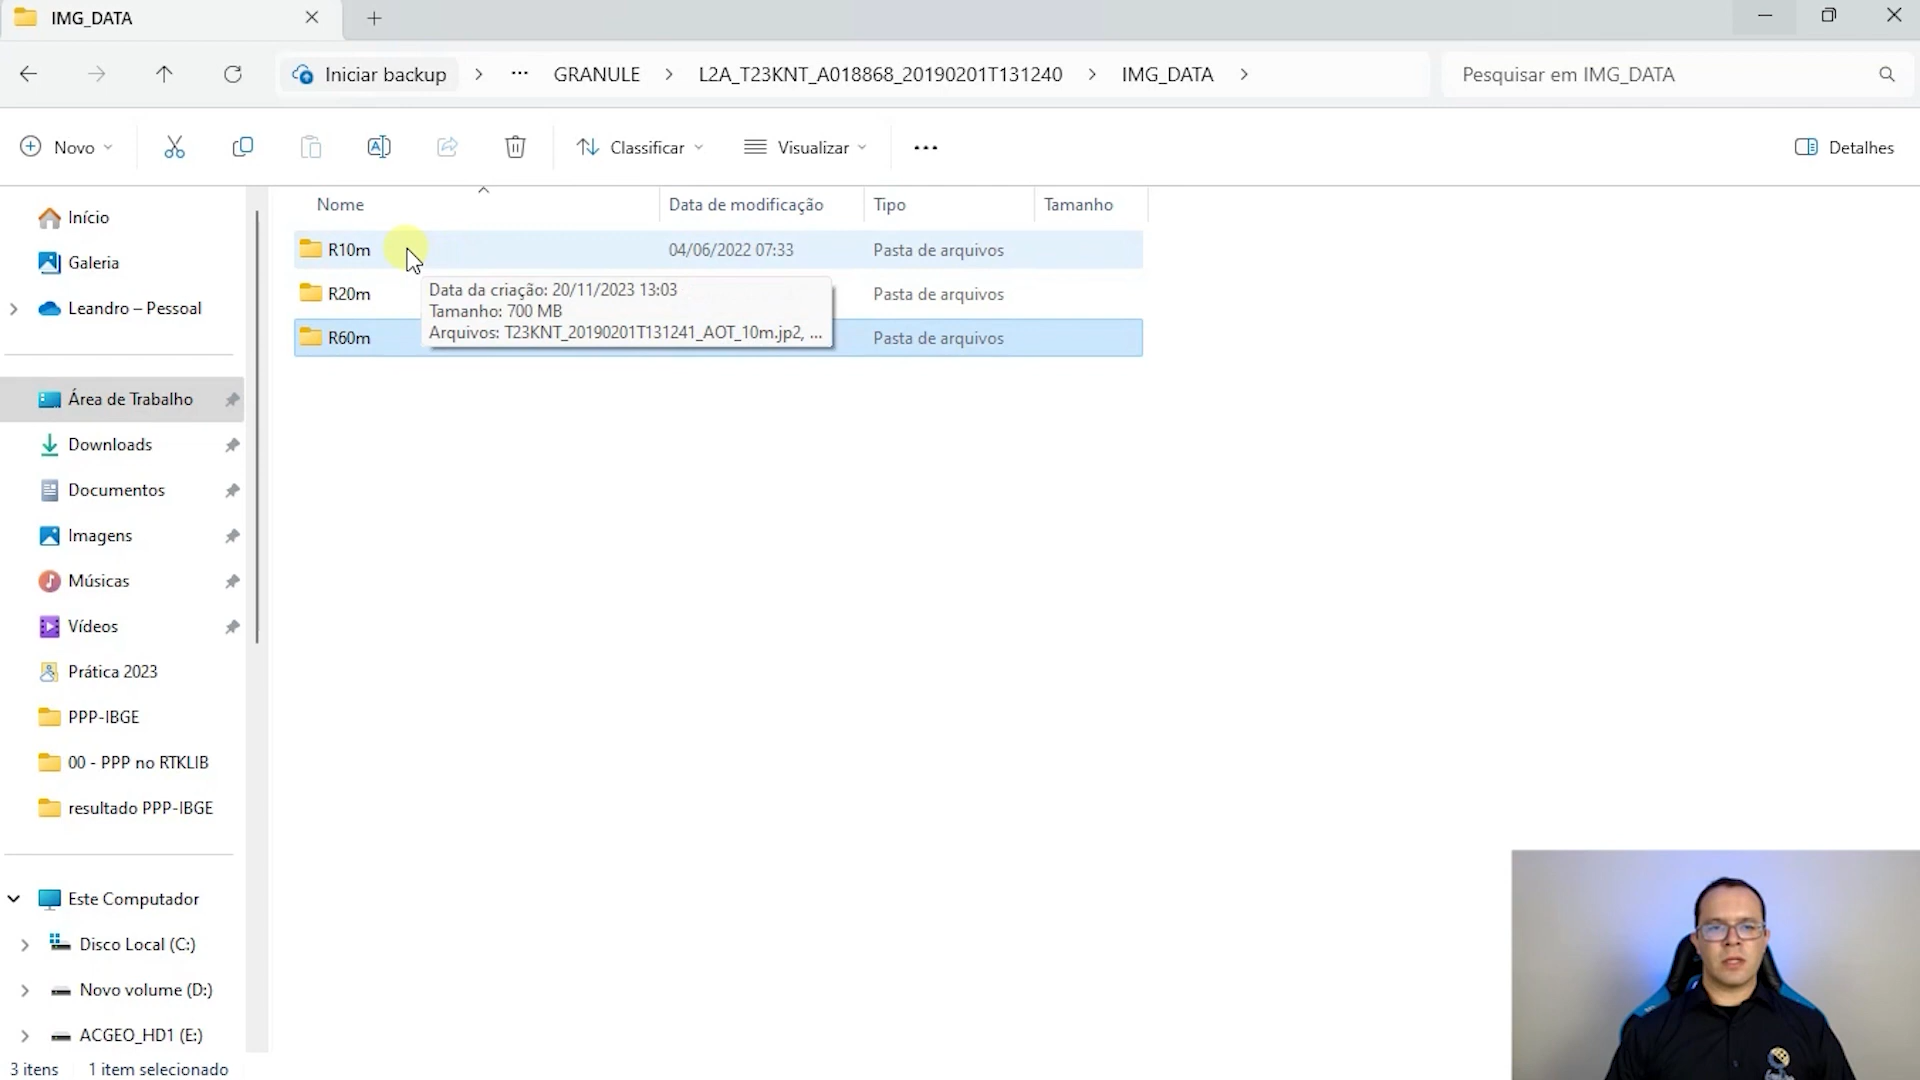 IMG_DATA
Iniciar backup > ... GRANULE > L2A_T23KNT_A018868_20190201T131240 > IMG_DATA >
Pesquisar em IMG_DATA
Novo
Classificar
Visualizar
Detalhes
Nome
Data de modificação
Tipo
Tamanho
R10m 04/06/2022 07:33 Pasta de arquivos
R20m Pasta de arquivos
R60m Pasta de arquivos
Data da criação: 20/11/2023 13:03
Tamanho: 700 MB
Arquivos: T23KNT_20190201T131241_AOT_10m.jp2, ...
Início
Galeria
Leandro – Pessoal
Área de Trabalho
Downloads
Documentos
Imagens
Músicas
Vídeos
Prática 2023
PPP-IBGE
00 - PPP no RTKLIB
resultado PPP-IBGE
Este Computador
Disco Local (C:)
Novo volume (D:)
ACGEO_HD1 (E:)
3 itens 1 item selecionado